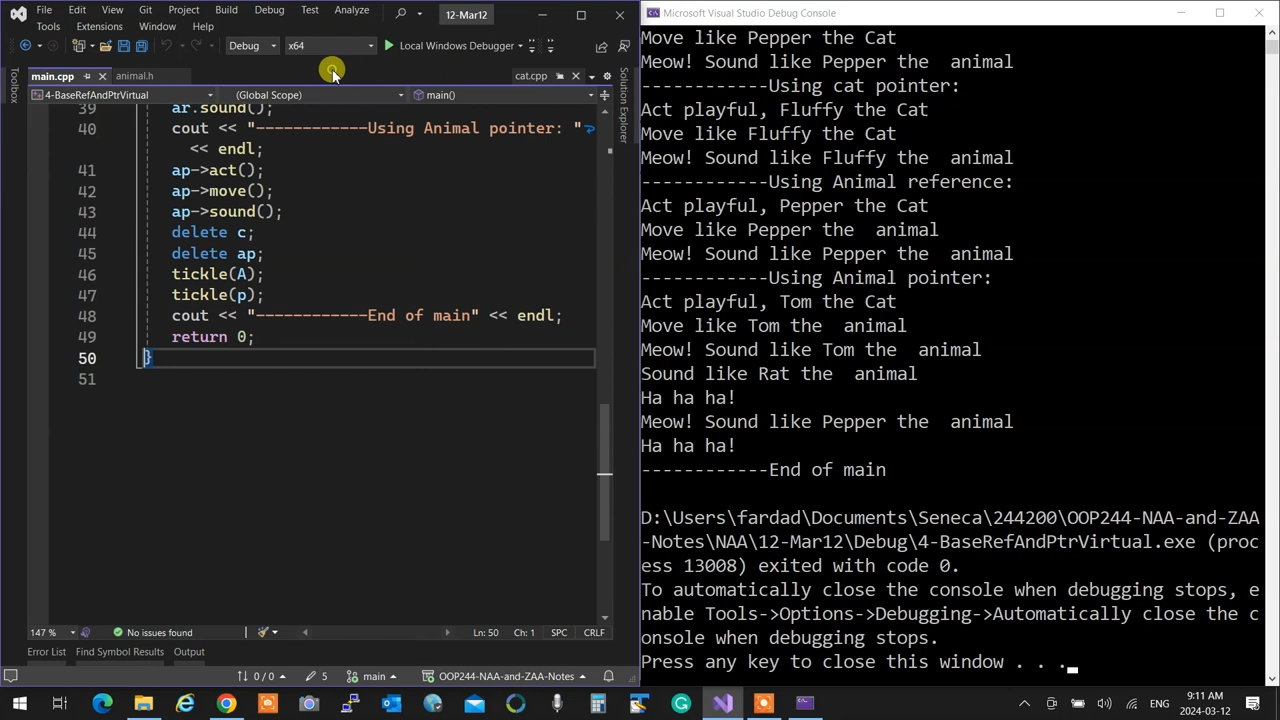 File Edit View Git Project Build Debug Test Analyze
Tools Extensions Window Help
12-Mar12
Debug x64 Local Windows Debugger
main.cpp animal.h cat.cpp
4-BaseRefAndPtrVirtual (Global Scope) main()
Toolbox
Solution Explorer
39 ar.sound();
40 cout << "------------Using Animal pointer: "
<< endl;
41 ap->act();
42 ap->move();
43 ap->sound();
44 delete c;
45 delete ap;
46 tickle(A);
47 tickle(p);
48 cout << "------------End of main" << endl;
49 return 0;
50 }
51
147 % No issues found Ln: 50 Ch: 1 SPC CRLF
Error List Find Symbol Results Output
0 / 0 5 main OOP244-NAA-and-ZAA-Notes
Microsoft Visual Studio Debug Console
Move like Pepper the Cat
Meow! Sound like Pepper the  animal
------------Using cat pointer:
Act playful, Fluffy the Cat
Move like Fluffy the Cat
Meow! Sound like Fluffy the  animal
------------Using Animal reference:
Act playful, Pepper the Cat
Move like Pepper the  animal
Meow! Sound like Pepper the  animal
------------Using Animal pointer:
Act playful, Tom the Cat
Move like Tom the  animal
Meow! Sound like Tom the  animal
Sound like Rat the  animal
Ha ha ha!
Meow! Sound like Pepper the  animal
Ha ha ha!
------------End of main
D:\Users\fardad\Documents\Seneca\244200\OOP244-NAA-and-ZAA
-Notes\NAA\12-Mar12\Debug\4-BaseRefAndPtrVirtual.exe (proc
ess 13008) exited with code 0.
To automatically close the console when debugging stops, e
nable Tools->Options->Debugging->Automatically close the c
onsole when debugging stops.
Press any key to close this window . . .
ENG
9:11 AM
2024-03-12